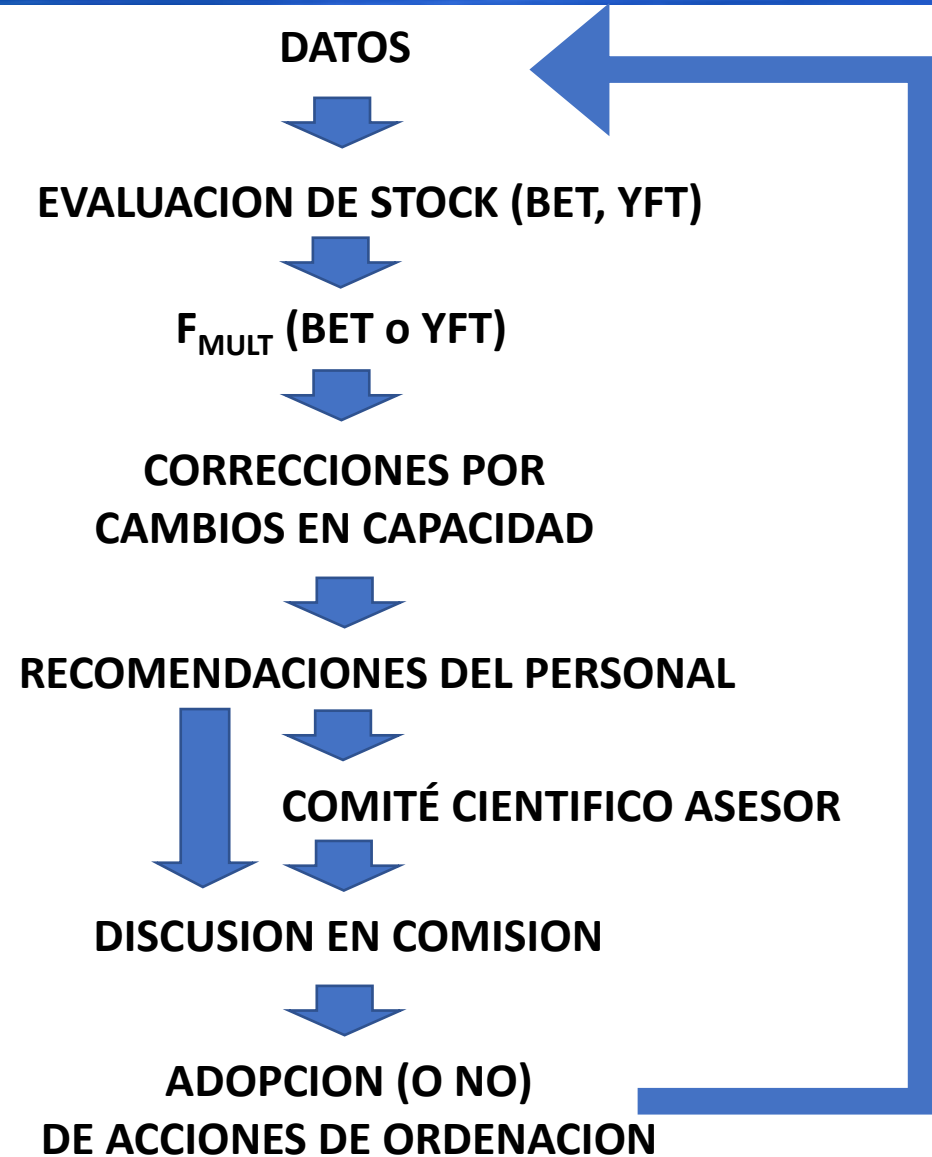 DATOS
EVALUACION DE STOCK (BET, YFT)
F_MULT (BET o YFT)
CORRECCIONES POR
CAMBIOS EN CAPACIDAD
RECOMENDACIONES DEL PERSONAL
COMITÉ CIENTIFICO ASESOR
DISCUSION EN COMISION
ADOPCION (O NO)
DE ACCIONES DE ORDENACION